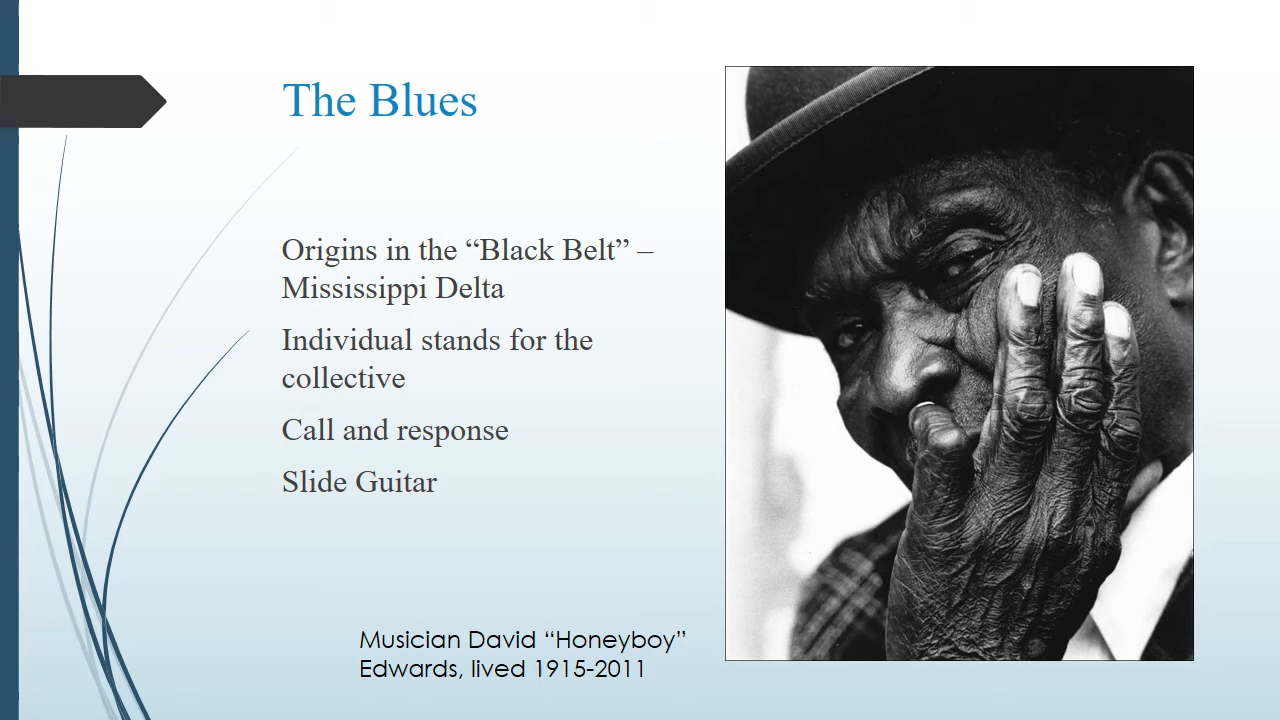 The Blues
Origins in the “Black Belt” –
Mississippi Delta
Individual stands for the
collective
Call and response
Slide Guitar
Musician David “Honeyboy”
Edwards, lived 1915-2011